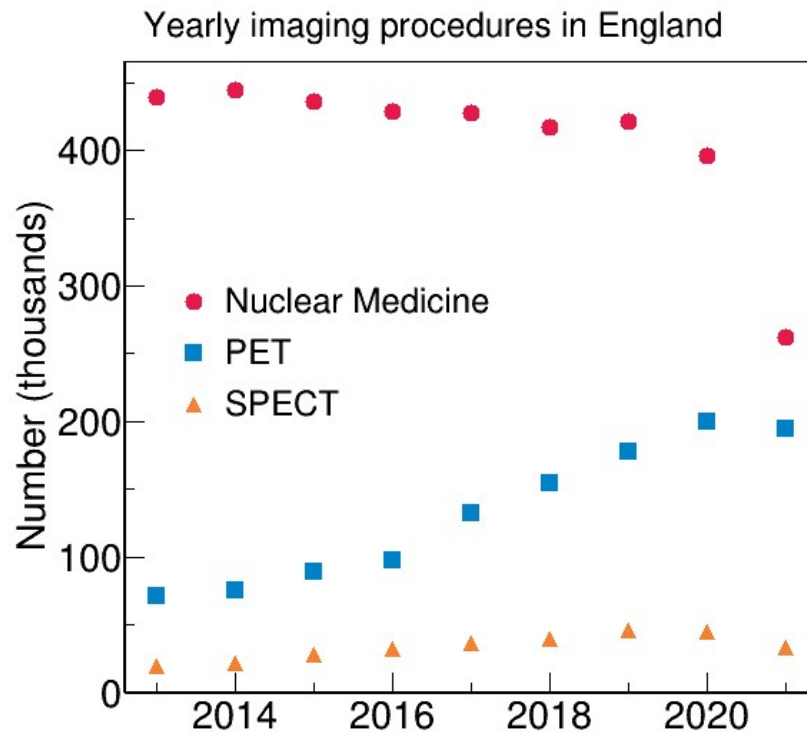 Yearly imaging procedures in England
Number (thousands)
400
300
200
100
0
Nuclear Medicine
PET
SPECT
2014 2016 2018 2020